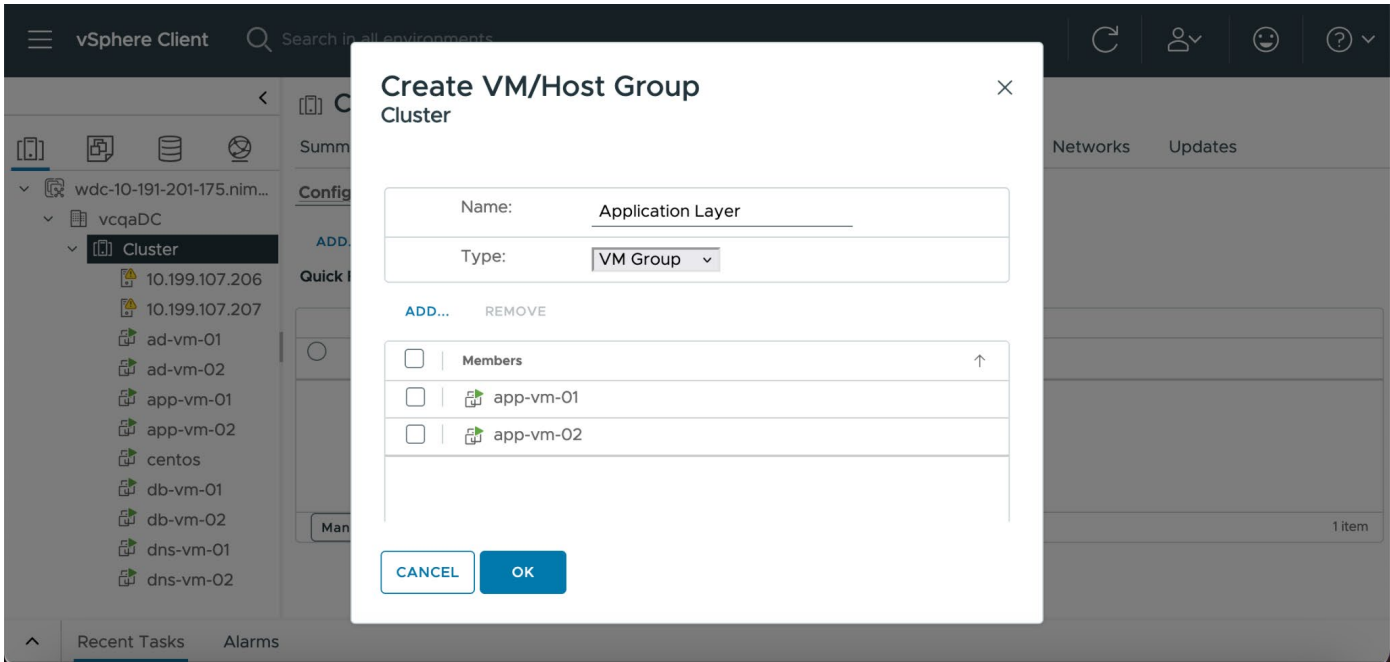 vSphere Client
Search in all environments
Create VM/Host Group
Cluster
Summ
Networks
Updates
wdc-10-191-201-175.nim...
vcqaDC
Cluster
10.199.107.206
10.199.107.207
ad-vm-01
ad-vm-02
app-vm-01
app-vm-02
centos
db-vm-01
db-vm-02
dns-vm-01
dns-vm-02
C
Config
ADD.
Quick
Man
1 item
Name:
Application Layer
Type:
VM Group
ADD...
REMOVE
Members
app-vm-01
app-vm-02
CANCEL
OK
Recent Tasks
Alarms